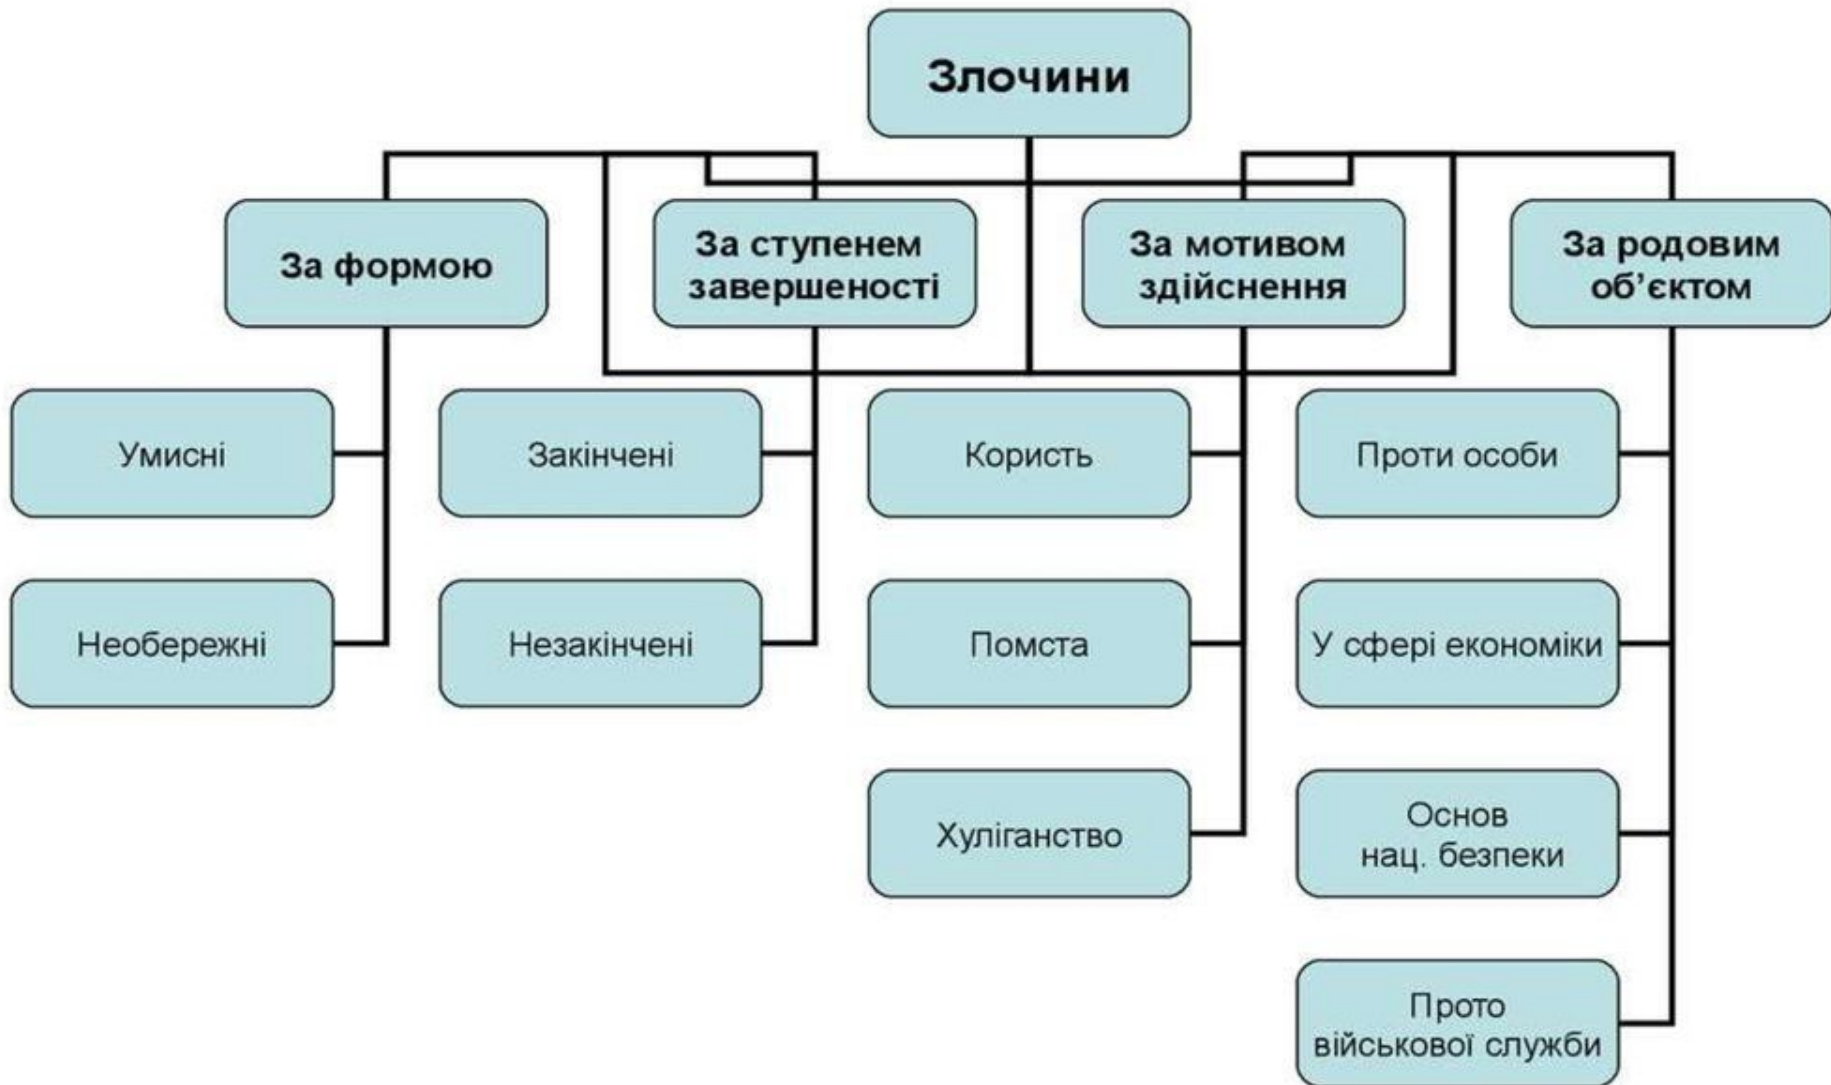 Злочини
За формою
За ступенем
завершеності
За мотивом
здійснення
За родовим
об’єктом
Умисні
Закінчені
Користь
Проти особи
Необережні
Незакінчені
Помста
У сфері економіки
Хуліганство
Основ
нац. безпеки
Прото
військової служби